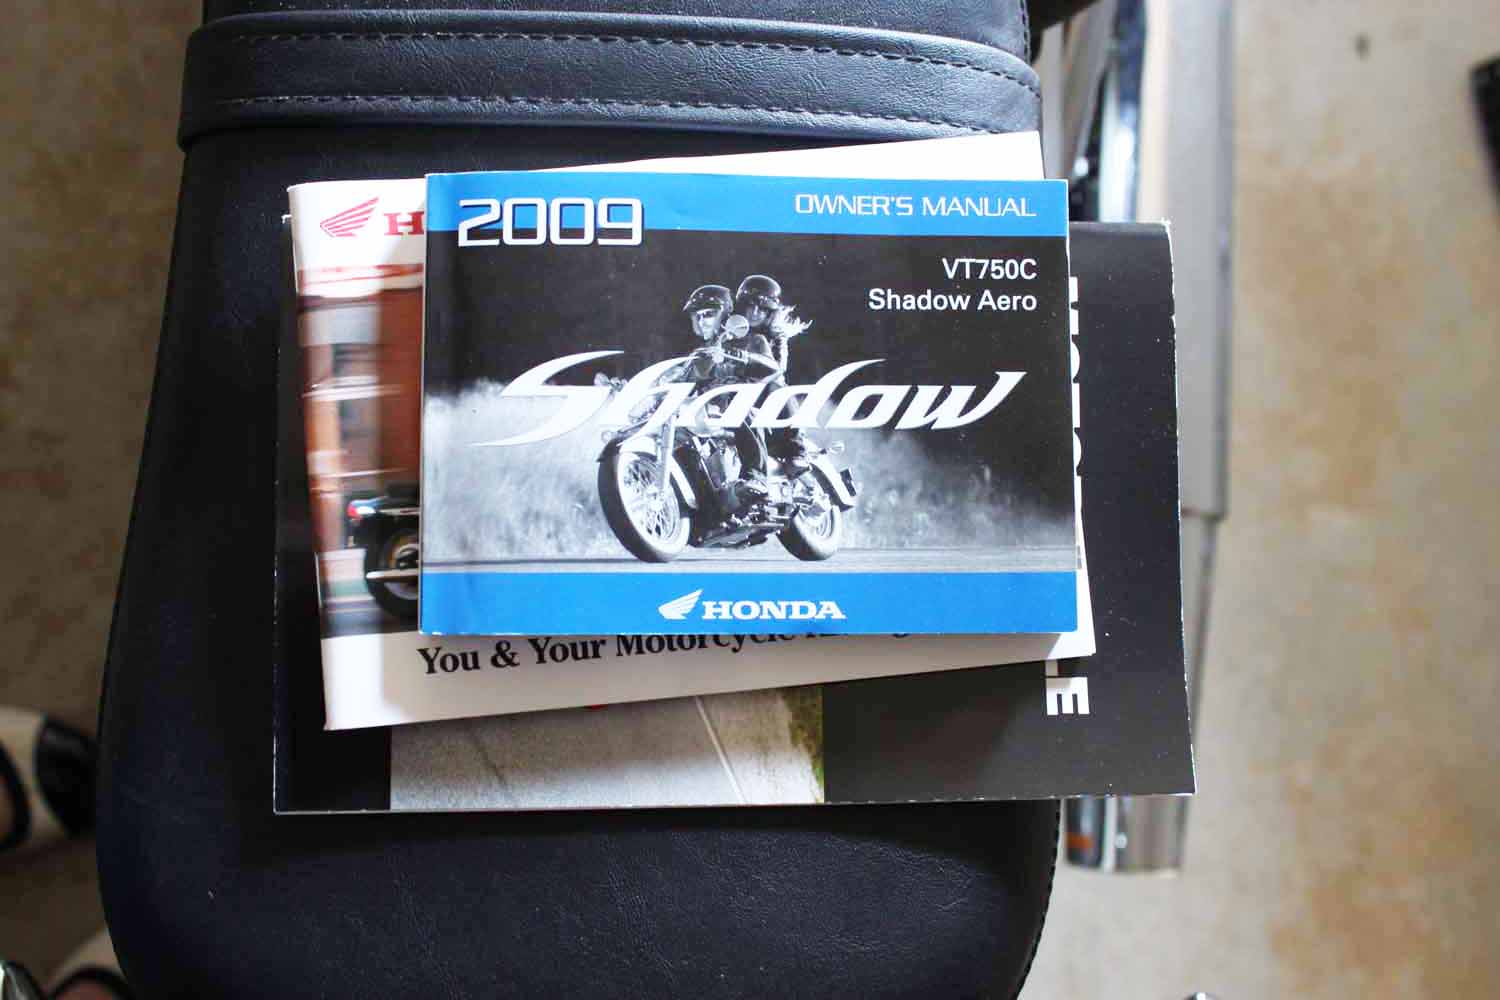 2009
OWNER'S MANUAL
VT750C
Shadow Aero
Shadow
HONDA
You & Your Motorcycle